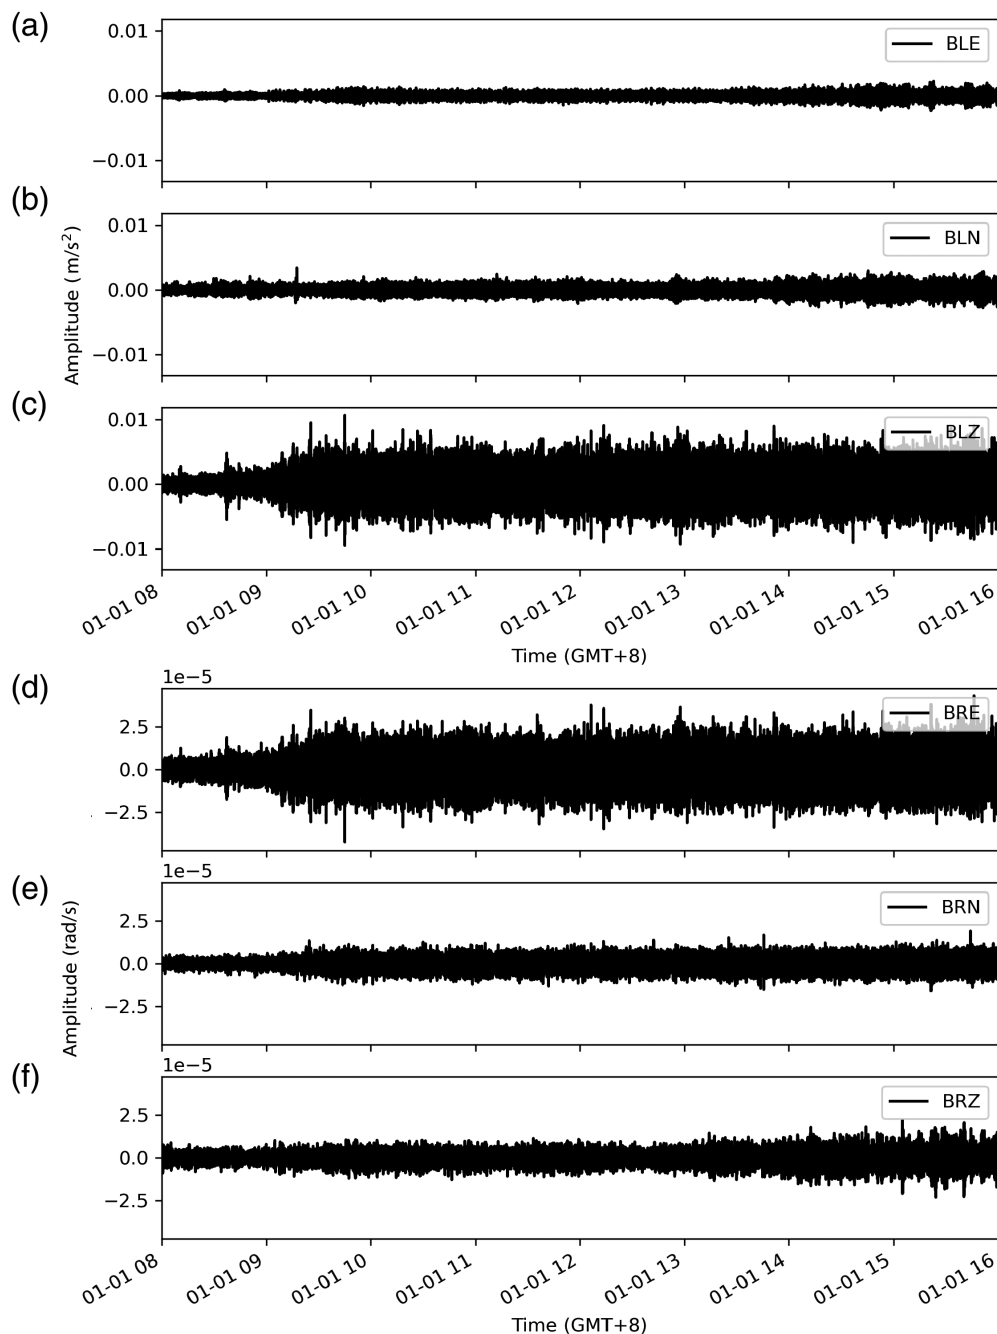 (a)
0.01
0.00
−0.01
BLE
(b)
0.01
0.00
−0.01
BLN
Amplitude (m/s²)
(c)
0.01
0.00
−0.01
BLZ
01-01 08 01-01 09 01-01 10 01-01 11 01-01 12 01-01 13 01-01 14 01-01 15 01-01 16
Time (GMT+8)
(d)
1e−5
2.5
0.0
−2.5
BRE
(e)
1e−5
2.5
0.0
−2.5
BRN
Amplitude (rad/s)
(f)
1e−5
2.5
0.0
−2.5
BRZ
01-01 08 01-01 09 01-01 10 01-01 11 01-01 12 01-01 13 01-01 14 01-01 15 01-01 16
Time (GMT+8)